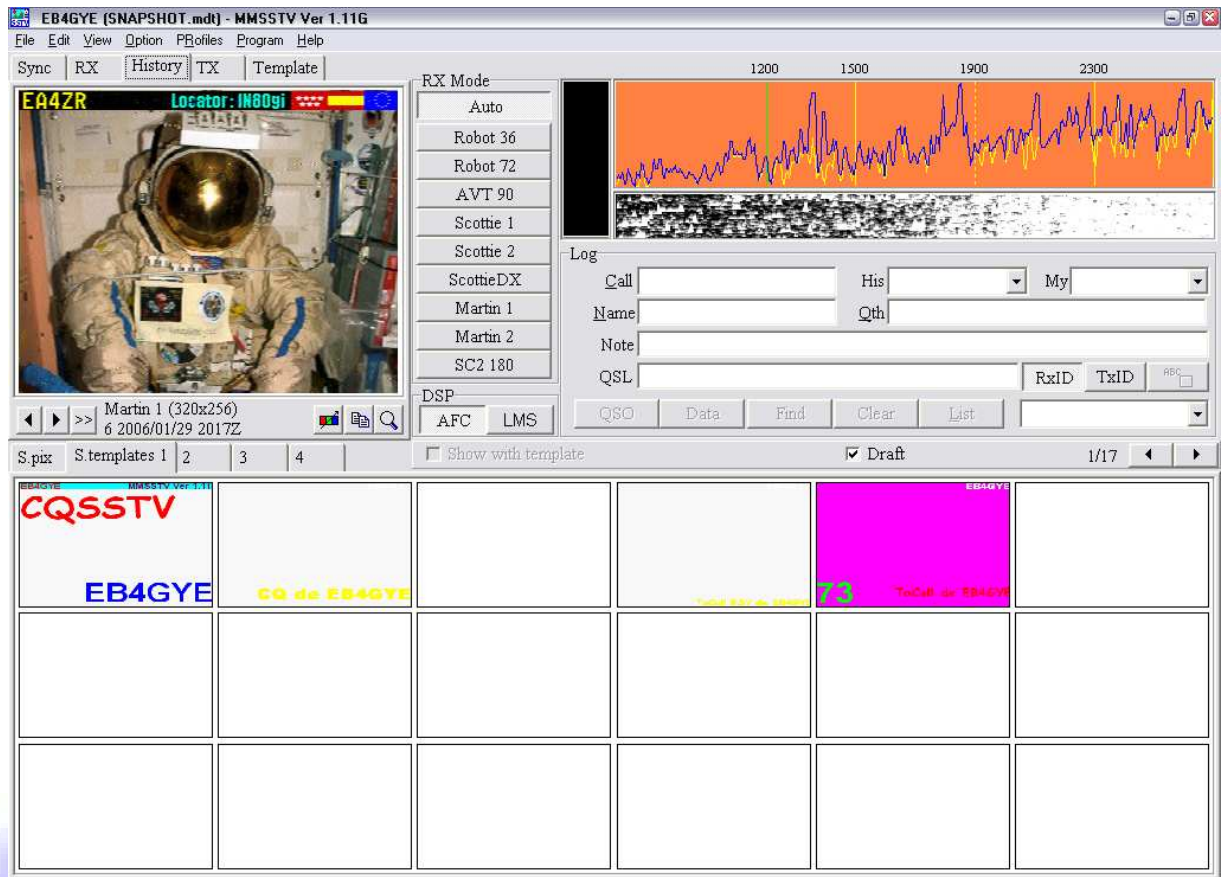 EB4GYE (SNAPSHOT.mdt) - MMSSTV Ver 1.11G
File Edit View Option PRofiles Program Help
Sync RX History TX Template
EA4ZR Locator: IN80gi
Martin 1 (320x256)
6 2006/01/29 2017Z
>>
RX Mode
Auto
Robot 36
Robot 72
AVT 90
Scottie 1
Scottie 2
ScottieDX
Martin 1
Martin 2
SC2 180
DSP
AFC LMS
1200 1500 1900 2300
Log
Call His My
Name Qth
Note
QSL RxID TxID ABC
QSO Data Find Clear List
S.pix S.templates 1 2 3 4
Show with template Draft 1/17
EB4GYE MMSSTV Ver 1.11
CQSSTV
EB4GYE
CQ de EB4GYE
EB4GYE
73 ToCall de EB4GYE